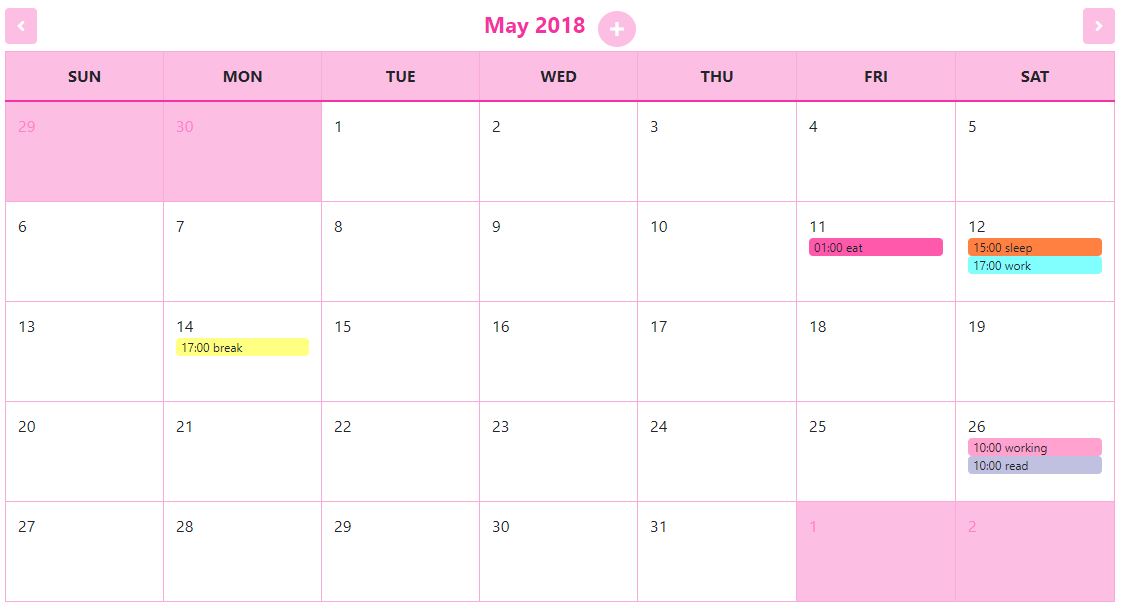 May 2018
SUN MON TUE WED THU FRI SAT
29 30 1 2 3 4 5
6 7 8 9 10 11 12
01:00 eat 15:00 sleep
17:00 work
13 14 15 16 17 18 19
17:00 break
20 21 22 23 24 25 26
10:00 working
10:00 read
27 28 29 30 31 1 2